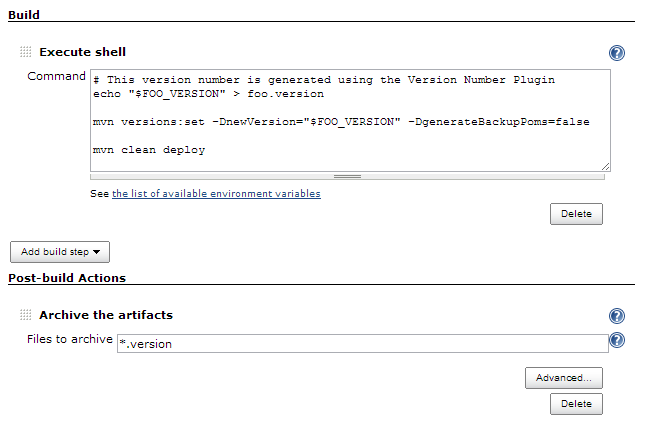 Build
Execute shell
Command
# This version number is generated using the Version Number Plugin
echo "$FOO_VERSION" > foo.version
mvn versions:set -DnewVersion="$FOO_VERSION" -DgenerateBackupPoms=false
mvn clean deploy
See the list of available environment variables
Delete
Add build step
Post-build Actions
Archive the artifacts
Files to archive *.version
Advanced...
Delete